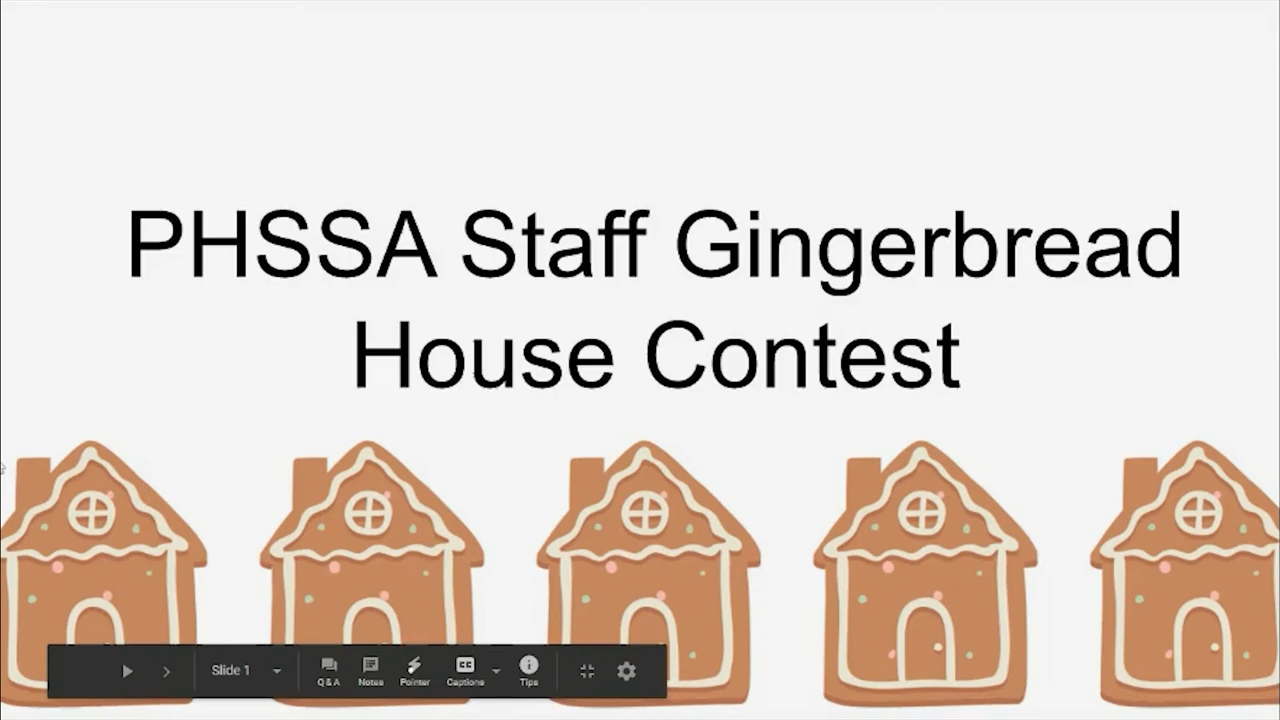 PHSSA Staff Gingerbread
House Contest
Slide 1
Q & A
Notes
Pointer
Captions
Tips